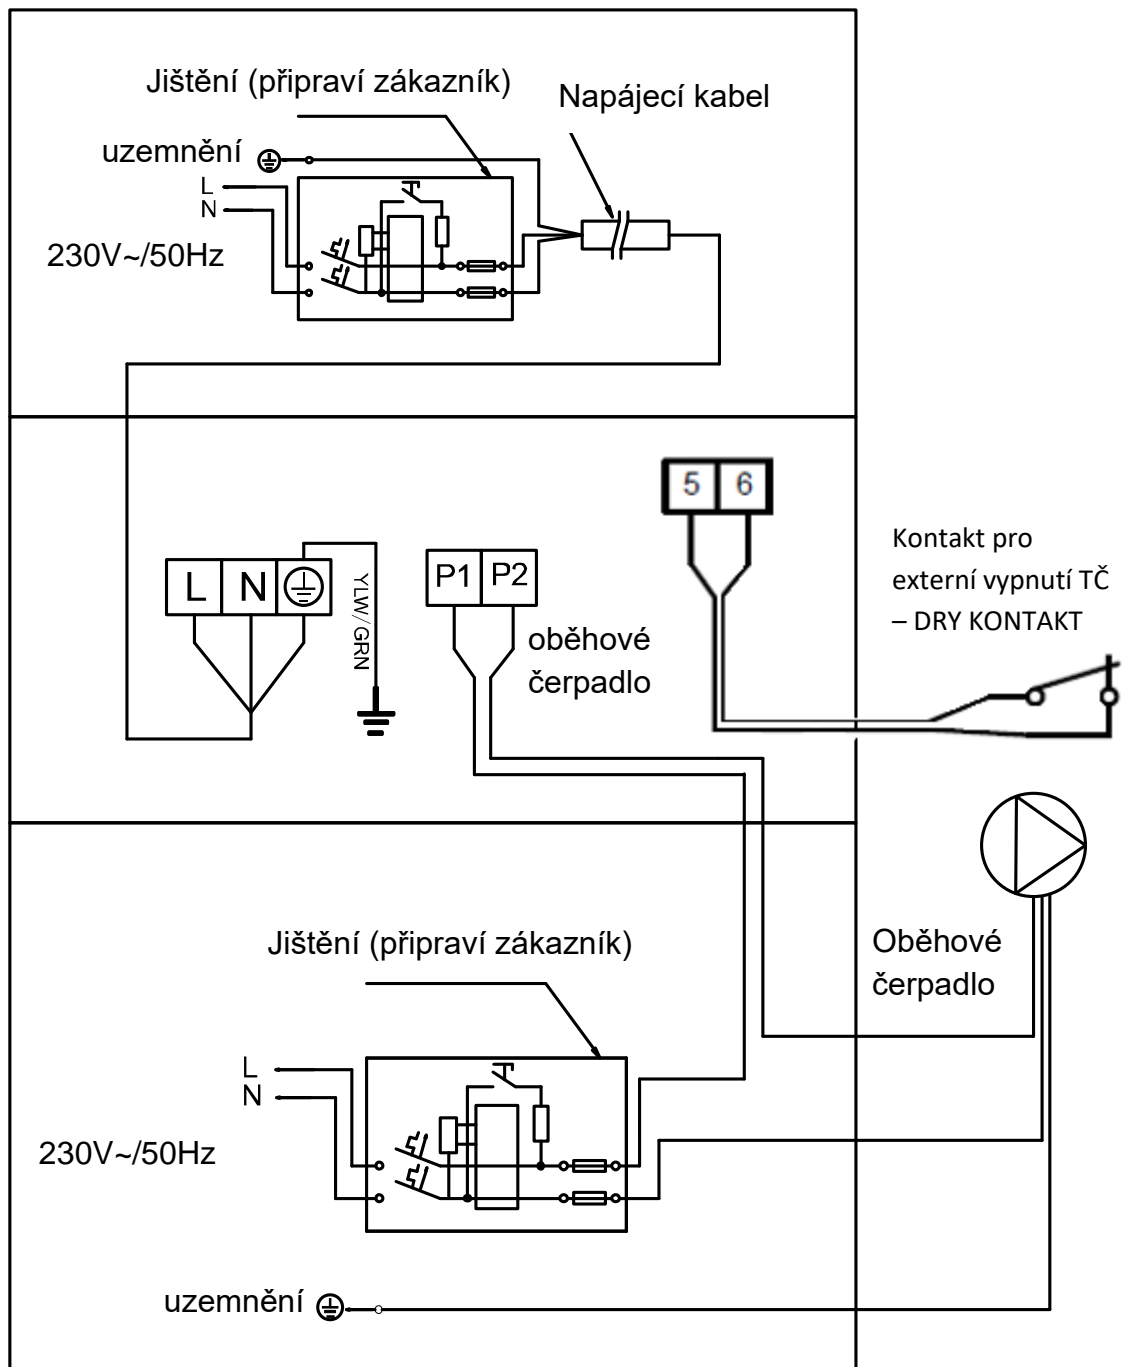 Jištění (připraví zákazník)
Napájecí kabel
uzemnění
L
N
230V~/50Hz
5 6
Kontakt pro
externí vypnutí TČ
– DRY KONTAKT
L N
YLW/GRN
P1 P2
oběhové
čerpadlo
Oběhové
čerpadlo
Jištění (připraví zákazník)
L
N
230V~/50Hz
uzemnění